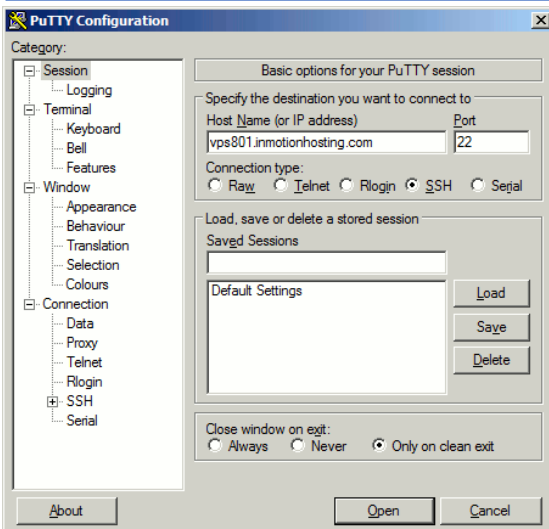 PuTTY Configuration
Category:
Session
Logging
Terminal
Keyboard
Bell
Features
Window
Appearance
Behaviour
Translation
Selection
Colours
Connection
Data
Proxy
Telnet
Rlogin
SSH
Serial
Basic options for your PuTTY session
Specify the destination you want to connect to
Host Name (or IP address) Port
vps801.inmotionhosting.com 22
Connection type:
Raw Telnet Rlogin SSH Serial
Load, save or delete a stored session
Saved Sessions
Default Settings
Load
Save
Delete
Close window on exit:
Always Never Only on clean exit
About Open Cancel